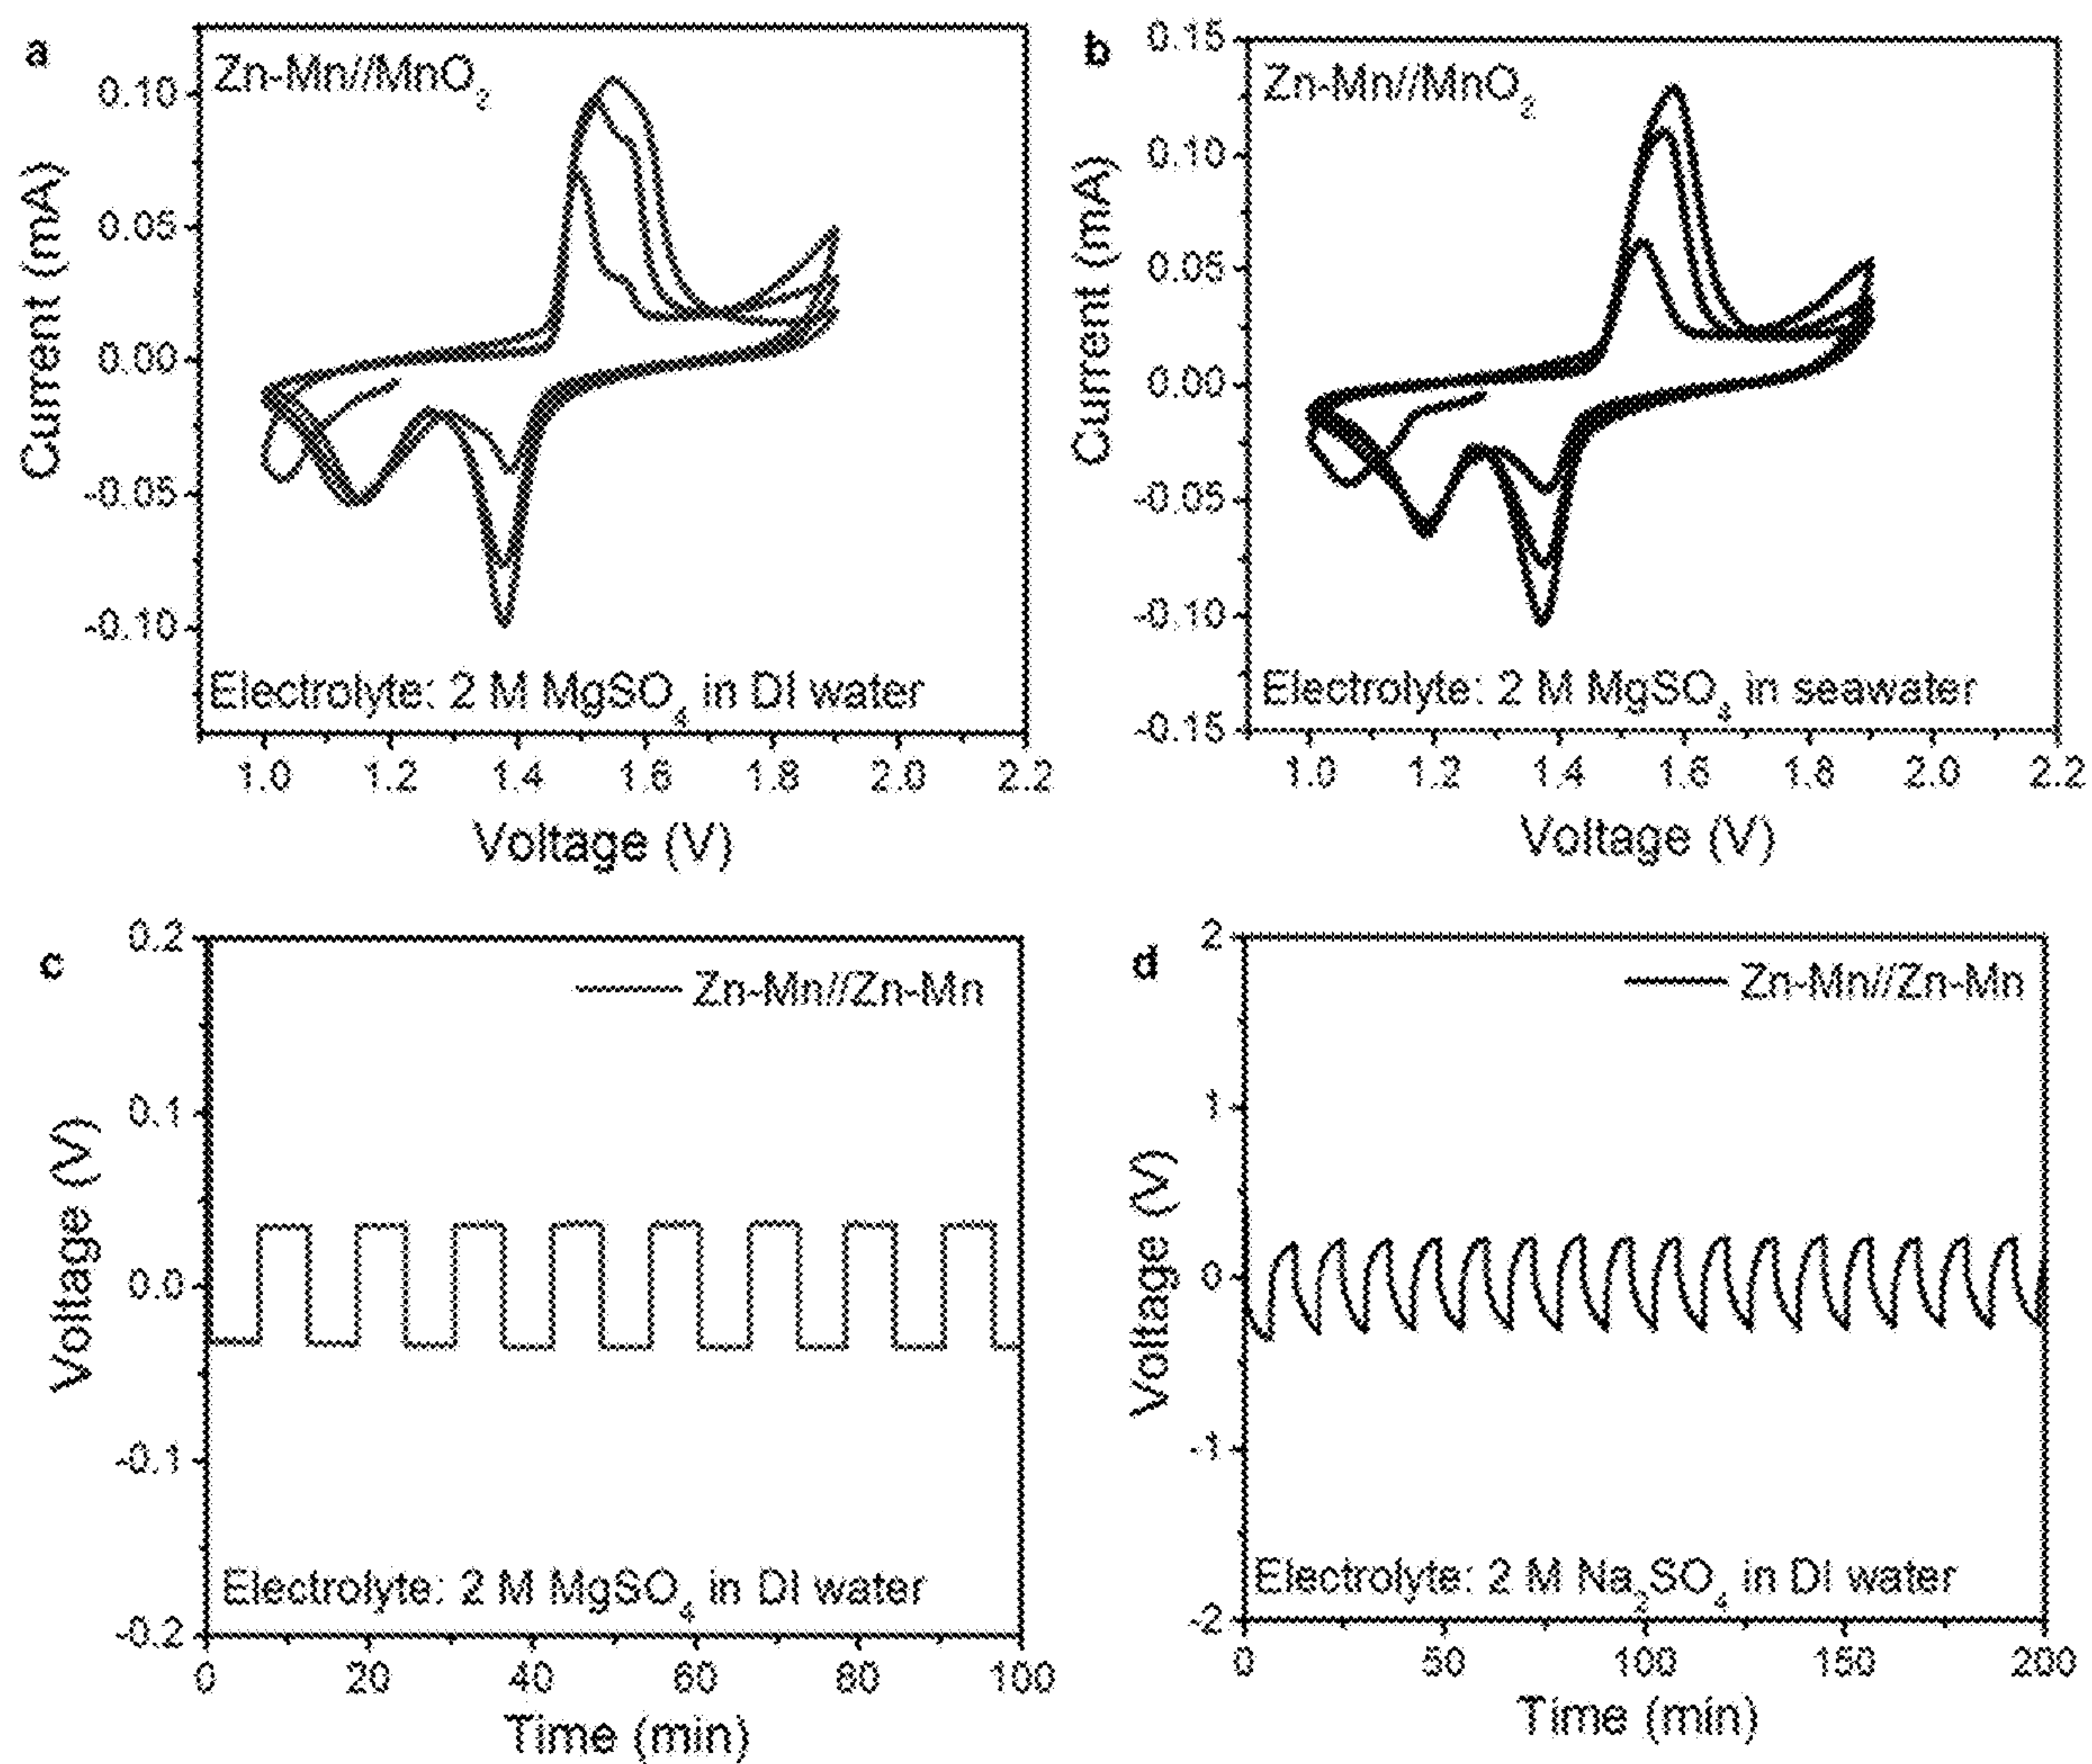 a
Zn-Mn//MnO₂
0.10
0.05
0.00
-0.05
-0.10
Current (mA)
Electrolyte: 2 M MgSO₄ in DI water
1.0 1.2 1.4 1.6 1.8 2.0 2.2
Voltage (V)
b
Zn-Mn//MnO₂
0.15
0.10
0.05
0.00
-0.05
-0.10
-0.15
Current (mA)
Electrolyte: 2 M MgSO₄ in seawater
1.0 1.2 1.4 1.6 1.8 2.0 2.2
Voltage (V)
c
Zn-Mn//Zn-Mn
0.2
0.1
0.0
-0.1
-0.2
Voltage (V)
Electrolyte: 2 M MgSO₄ in DI water
0 20 40 60 80 100
Time (min)
d
Zn-Mn//Zn-Mn
2
1
0
-1
-2
Voltage (V)
Electrolyte: 2 M Na₂SO₄ in DI water
0 50 100 150 200
Time (min)